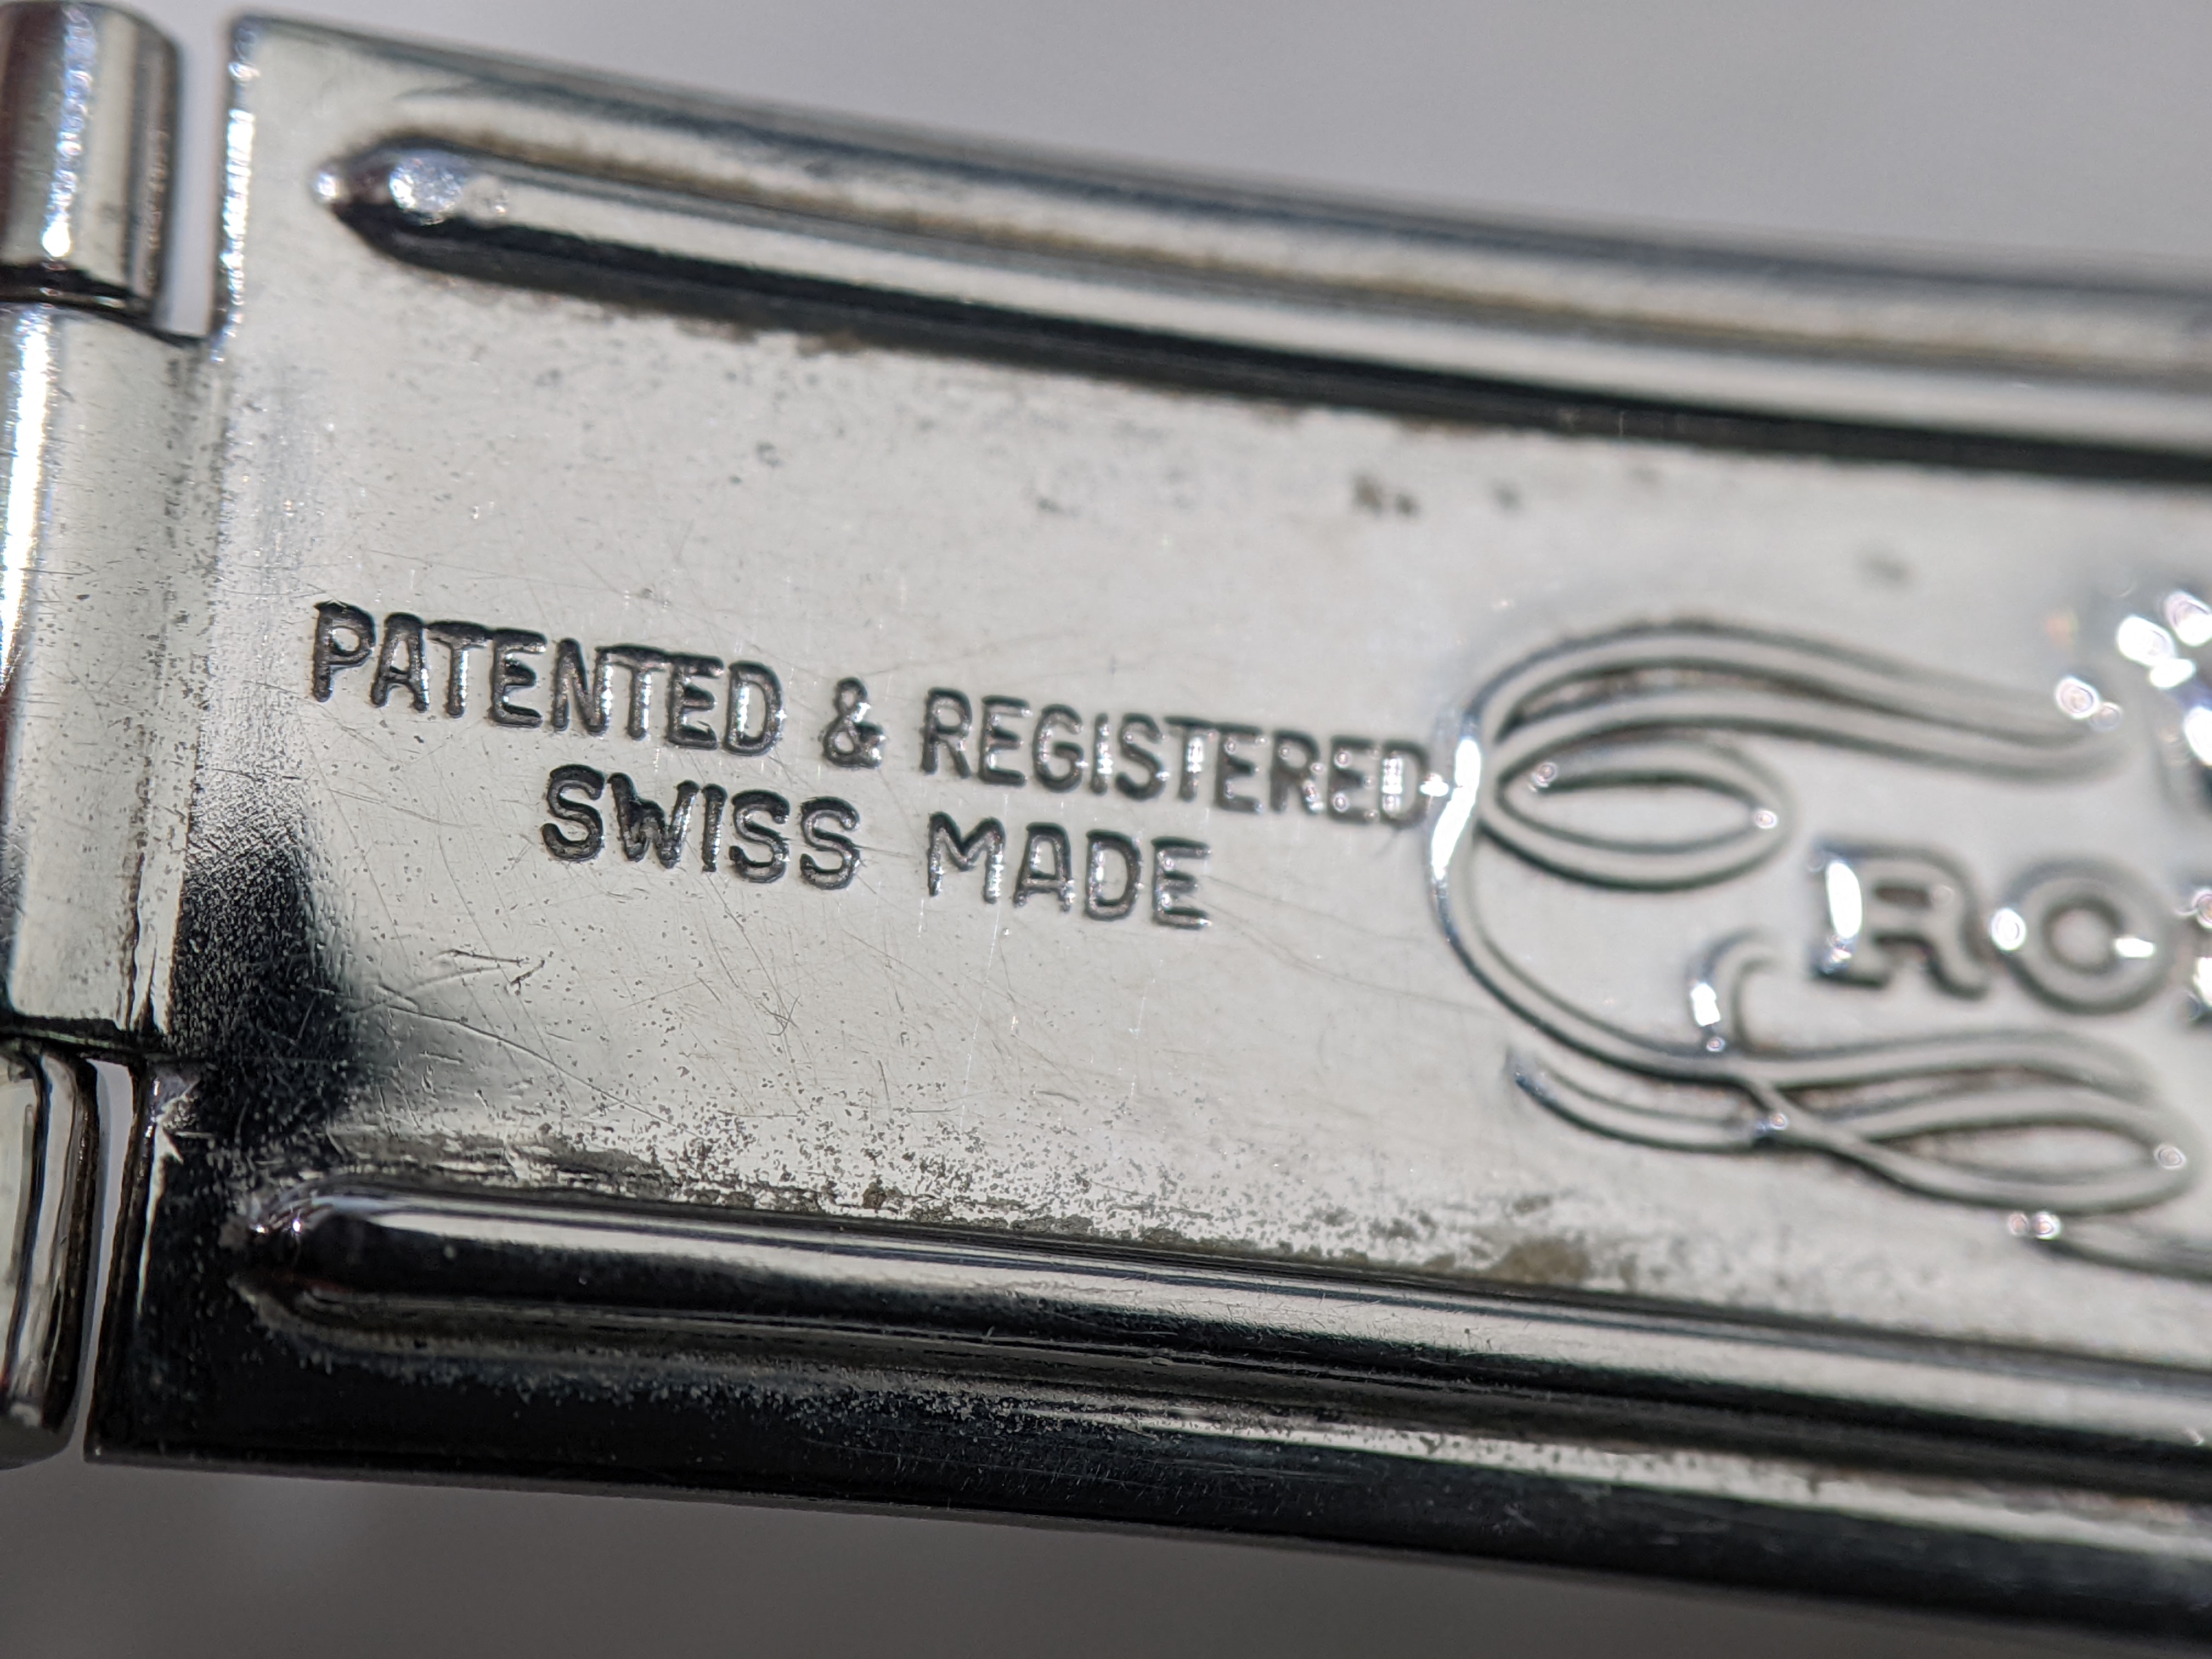 PATENTED & REGISTERED
SWISS MADE
RO